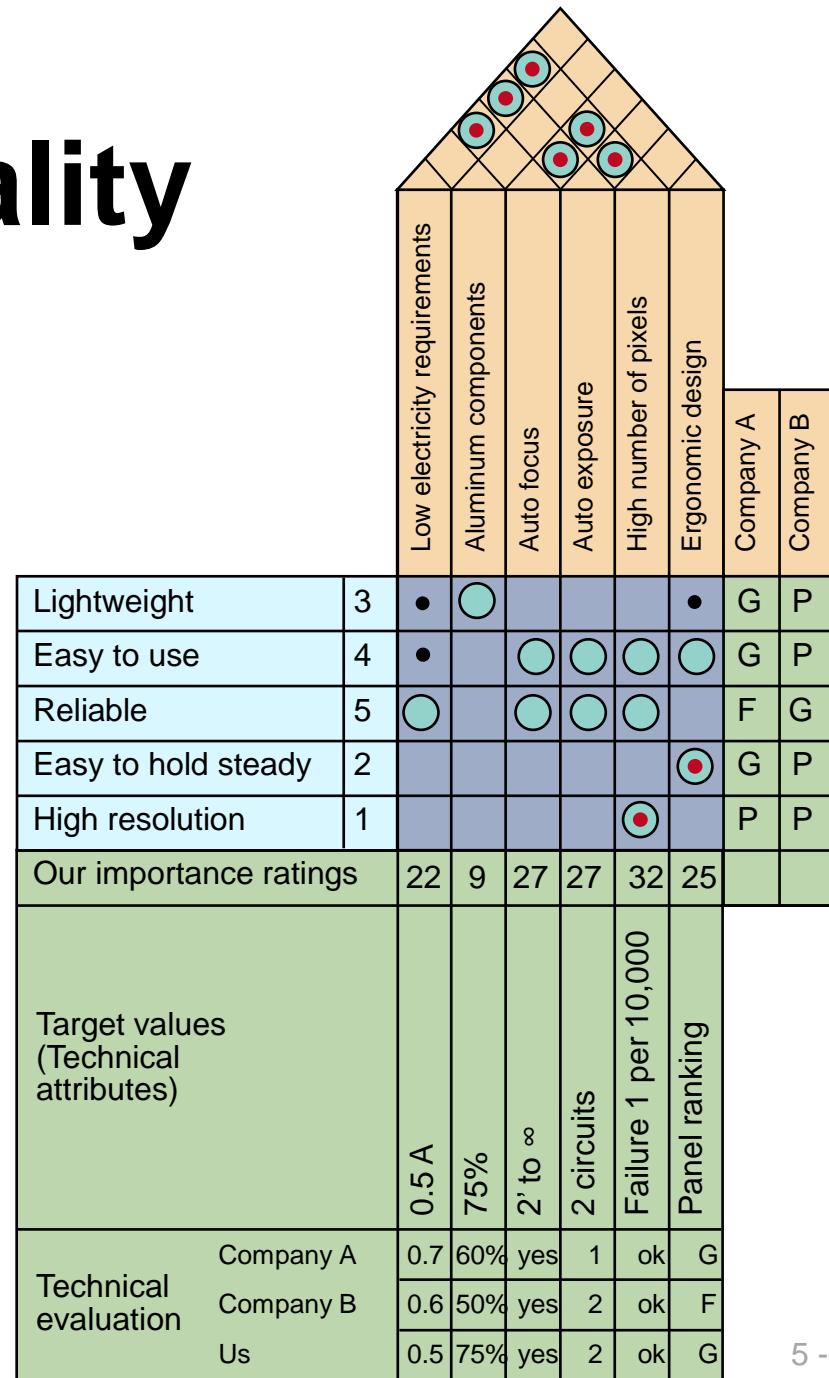 ality
Low electricity requirements
Aluminum components
Auto focus
Auto exposure
High number of pixels
Ergonomic design
Company A
Company B
Lightweight 3 • • G P
Easy to use 4 • G P
Reliable 5 F G
Easy to hold steady 2 G P
High resolution 1 P P
Our importance ratings 22 9 27 27 32 25
Target values
(Technical
attributes)
0.5 A
75%
2’ to ∞
2 circuits
Failure 1 per 10,000
Panel ranking
Technical
evaluation
Company A 0.7 60% yes 1 ok G
Company B 0.6 50% yes 2 ok F
Us 0.5 75% yes 2 ok G
5 -